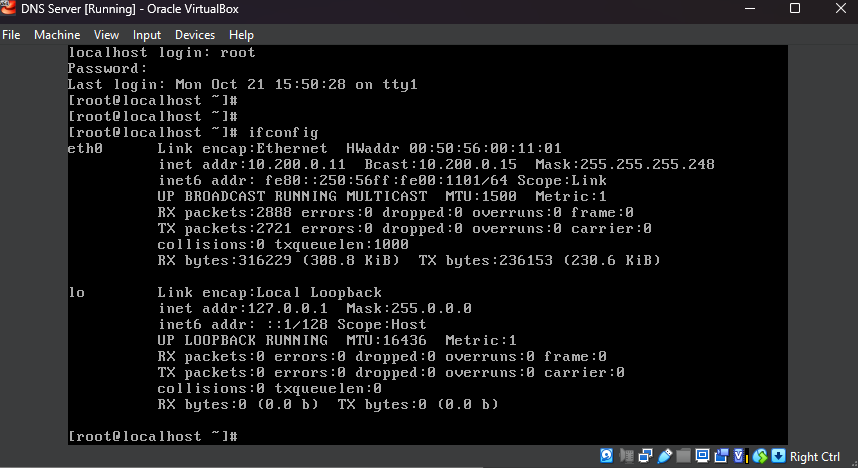 DNS Server [Running] - Oracle VirtualBox
File Machine View Input Devices Help
localhost login: root
Password:
Last login: Mon Oct 21 15:50:28 on tty1
[root@localhost ~]#
[root@localhost ~]#
[root@localhost ~]# ifconfig
eth0 Link encap:Ethernet HWaddr 00:50:56:00:11:01
inet addr:10.200.0.11 Bcast:10.200.0.15 Mask:255.255.255.248
inet6 addr: fe80::250:56ff:fe00:1101/64 Scope:Link
UP BROADCAST RUNNING MULTICAST MTU:1500 Metric:1
RX packets:2888 errors:0 dropped:0 overruns:0 frame:0
TX packets:2721 errors:0 dropped:0 overruns:0 carrier:0
collisions:0 txqueuelen:1000
RX bytes:316229 (308.8 KiB) TX bytes:236153 (230.6 KiB)
lo Link encap:Local Loopback
inet addr:127.0.0.1 Mask:255.0.0.0
inet6 addr: ::1/128 Scope:Host
UP LOOPBACK RUNNING MTU:16436 Metric:1
RX packets:0 errors:0 dropped:0 overruns:0 frame:0
TX packets:0 errors:0 dropped:0 overruns:0 carrier:0
collisions:0 txqueuelen:0
RX bytes:0 (0.0 b) TX bytes:0 (0.0 b)
[root@localhost ~]#
Right Ctrl